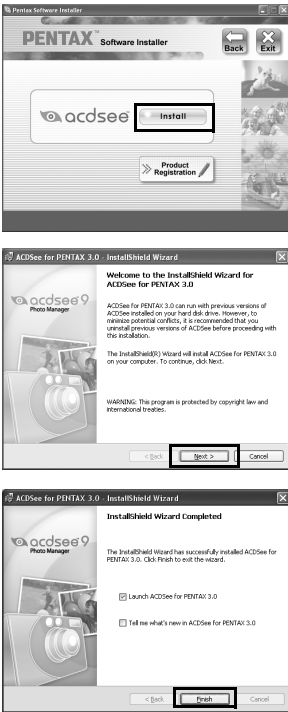 Pentax Software Installer
PENTAX™ Software Installer
Back Exit
acdsee Install
Product
Registration
ACDSee for PENTAX 3.0 - InstallShield Wizard
acdsee 9
Photo Manager
Welcome to the InstallShield Wizard for
ACDSee for PENTAX 3.0
ACDSee for PENTAX 3.0 can run with previous versions of
ACDSee installed on your hard disk drive. However, to
minimize potential conflicts, it is recommended that you
uninstall previous versions of ACDSee before proceeding with
this installation.
The InstallShield(R) Wizard will install ACDSee for PENTAX 3.0
on your computer. To continue, click Next.
WARNING: This program is protected by copyright law and
international treaties.
< Back Next > Cancel
ACDSee for PENTAX 3.0 - InstallShield Wizard
acdsee 9
Photo Manager
InstallShield Wizard Completed
The InstallShield Wizard has successfully installed ACDSee for
PENTAX 3.0. Click Finish to exit the wizard.
Launch ACDSee for PENTAX 3.0
Tell me what's new in ACDSee for PENTAX 3.0
< Back Finish Cancel